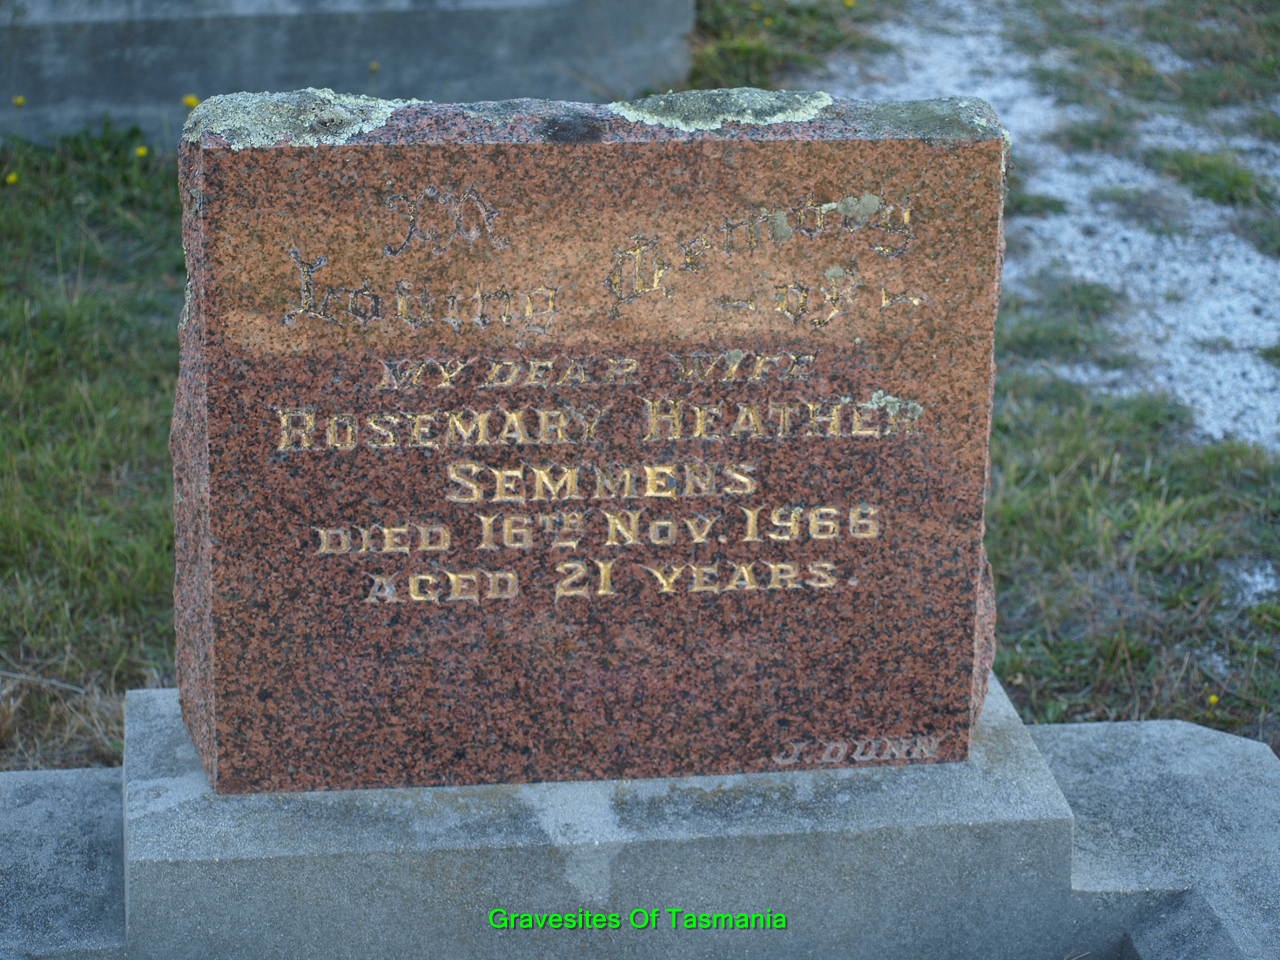 In
Loving Memory
- of -
MY DEAR WIFE
ROSEMARY HEATHER
SEMMENS
DIED 16TH NOV. 1966
AGED 21 YEARS.
J. DUNN
Gravesites Of Tasmania